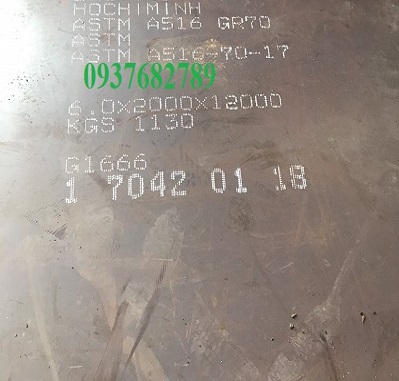 HOCHIMINH
ASTM A516 GR70
ASTM
ASTM A516-70-17
0937682789
6.0X2000X12000
KGS 1130
G1666
1 7042 01 18